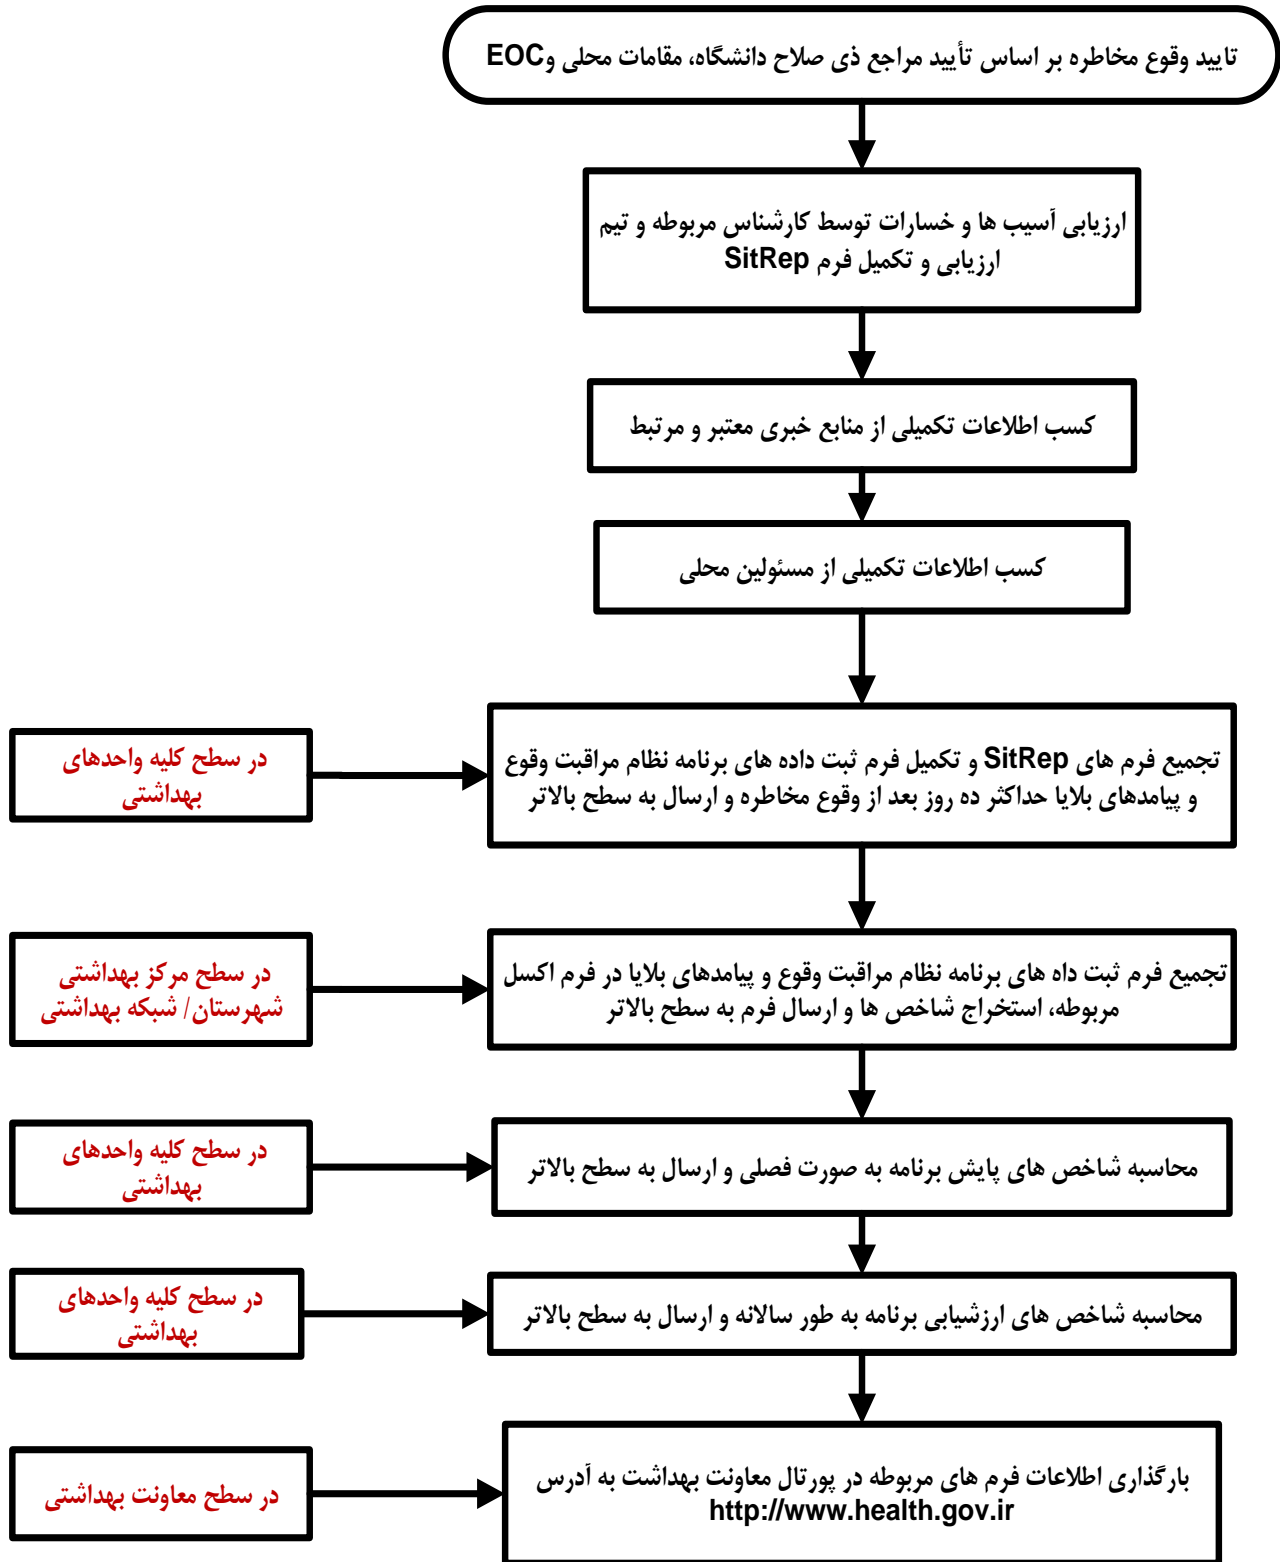 تایید وقوع مخاطره بر اساس تأیید مراجع ذی صلاح دانشگاه، مقامات محلی وEOC
ارزیابی آسیب ها و خسارات توسط کارشناس مربوطه و تیم
ارزیابی و تکمیل فرم SitRep
کسب اطلاعات تکمیلی از منابع خبری معتبر و مرتبط
کسب اطلاعات تکمیلی از مسئولین محلی
در سطح کلیه واحدهای
بهداشتی
تجمیع فرم های SitRep و تکمیل فرم ثبت داده های برنامه نظام مراقبت وقوع
و پیامدهای بلایا حداکثر ده روز بعد از وقوع مخاطره و ارسال به سطح بالاتر
در سطح مرکز بهداشتی
شهرستان/ شبکه بهداشتی
تجمیع فرم ثبت داه های برنامه نظام مراقبت وقوع و پیامدهای بلایا در فرم اکسل
مربوطه، استخراج شاخص ها و ارسال فرم به سطح بالاتر
در سطح کلیه واحدهای
بهداشتی
محاسبه شاخص های پایش برنامه به صورت فصلی و ارسال به سطح بالاتر
در سطح کلیه واحدهای
بهداشتی
محاسبه شاخص های ارزشیابی برنامه به طور سالانه و ارسال به سطح بالاتر
در سطح معاونت بهداشتی
بارگذاری اطلاعات فرم های مربوطه در پورتال معاونت بهداشت به آدرس
http://www.health.gov.ir